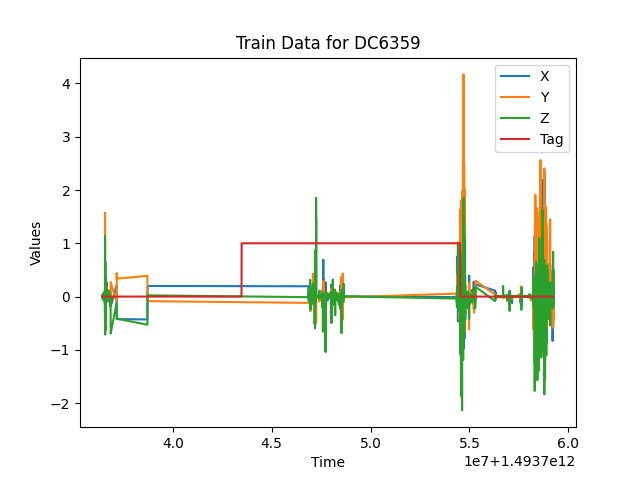 Train Data for DC6359
X
Y
Z
Tag
4
3
2
1
0
−1
−2
Values
4.0 4.5 5.0 5.5 6.0
Time
1e7+1.4937e12